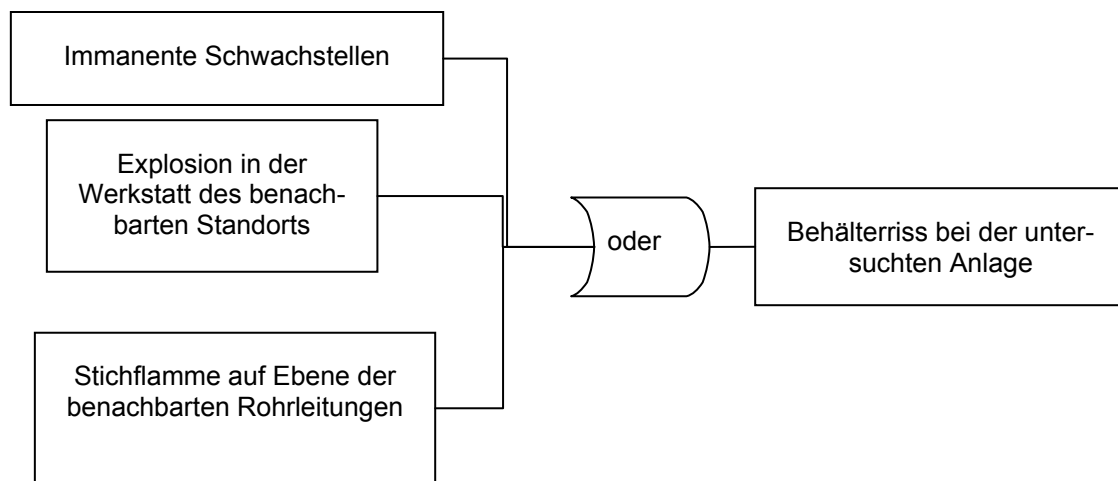 Immanente Schwachstellen
Explosion in der
Werkstatt des benach-
barten Standorts
oder
Behälterriss bei der unter-
suchten Anlage
Stichflamme auf Ebene der
benachbarten Rohrleitungen